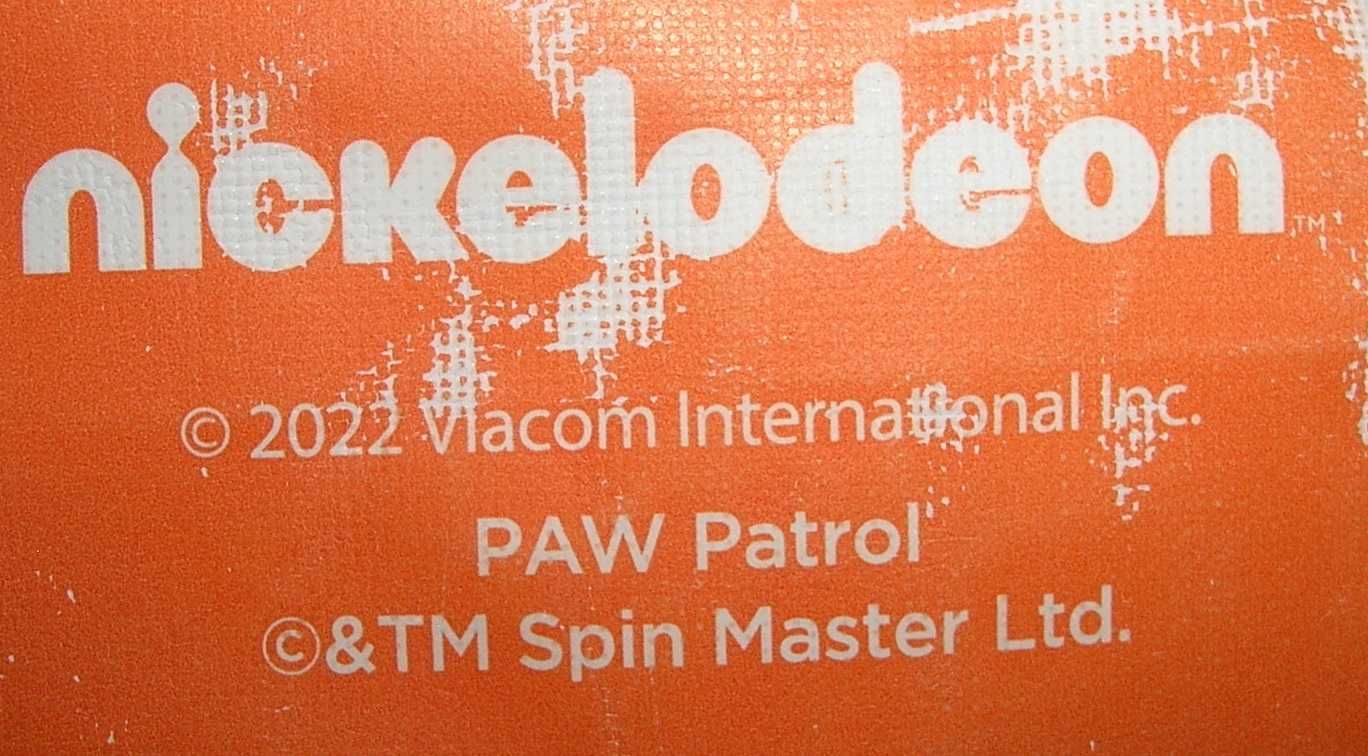 nickelodeon™
© 2022 Viacom International Inc.
PAW Patrol
©&TM Spin Master Ltd.